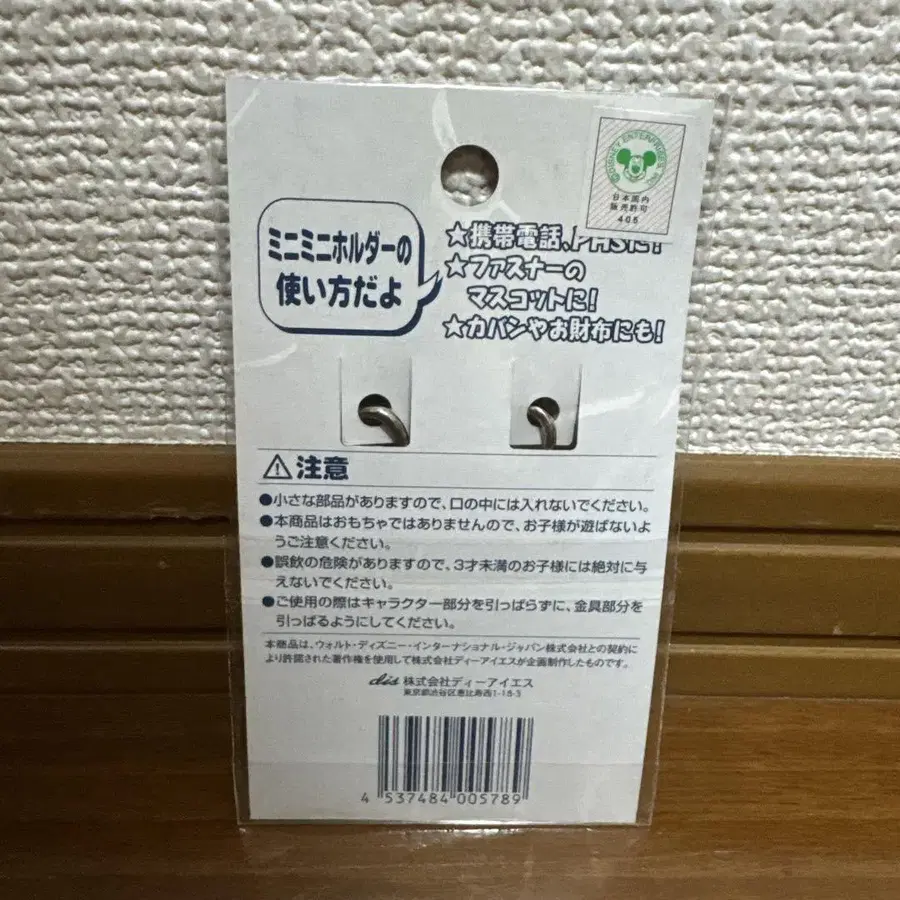 ©DISNEY ENTERPRISES,
日本国内
販売許可
405
ミニミニホルダーの
使い方だよ
★携帯電話、PHSに!
★ファスナーの
マスコットに!
★カバンやお財布にも!
注意
●小さな部品がありますので、口の中には入れないでください。
●本商品はおもちゃではありませんので、お子様が遊ばないよ
うご注意ください。
●誤飲の危険がありますので、3才未満のお子様には絶対に与
えないでください。
●ご使用の際はキャラクター部分を引っぱらずに、金具部分を
引っぱるようにしてください。
本商品は、ウォルト・ディズニー・インターナショナル・ジャパン株式会社との契約に
より許諾された著作権を使用して株式会社ディーアイエスが企画制作したものです。
dis 株式会社ディーアイエス
東京都渋谷区恵比寿西1-18-3
4 537484 005789